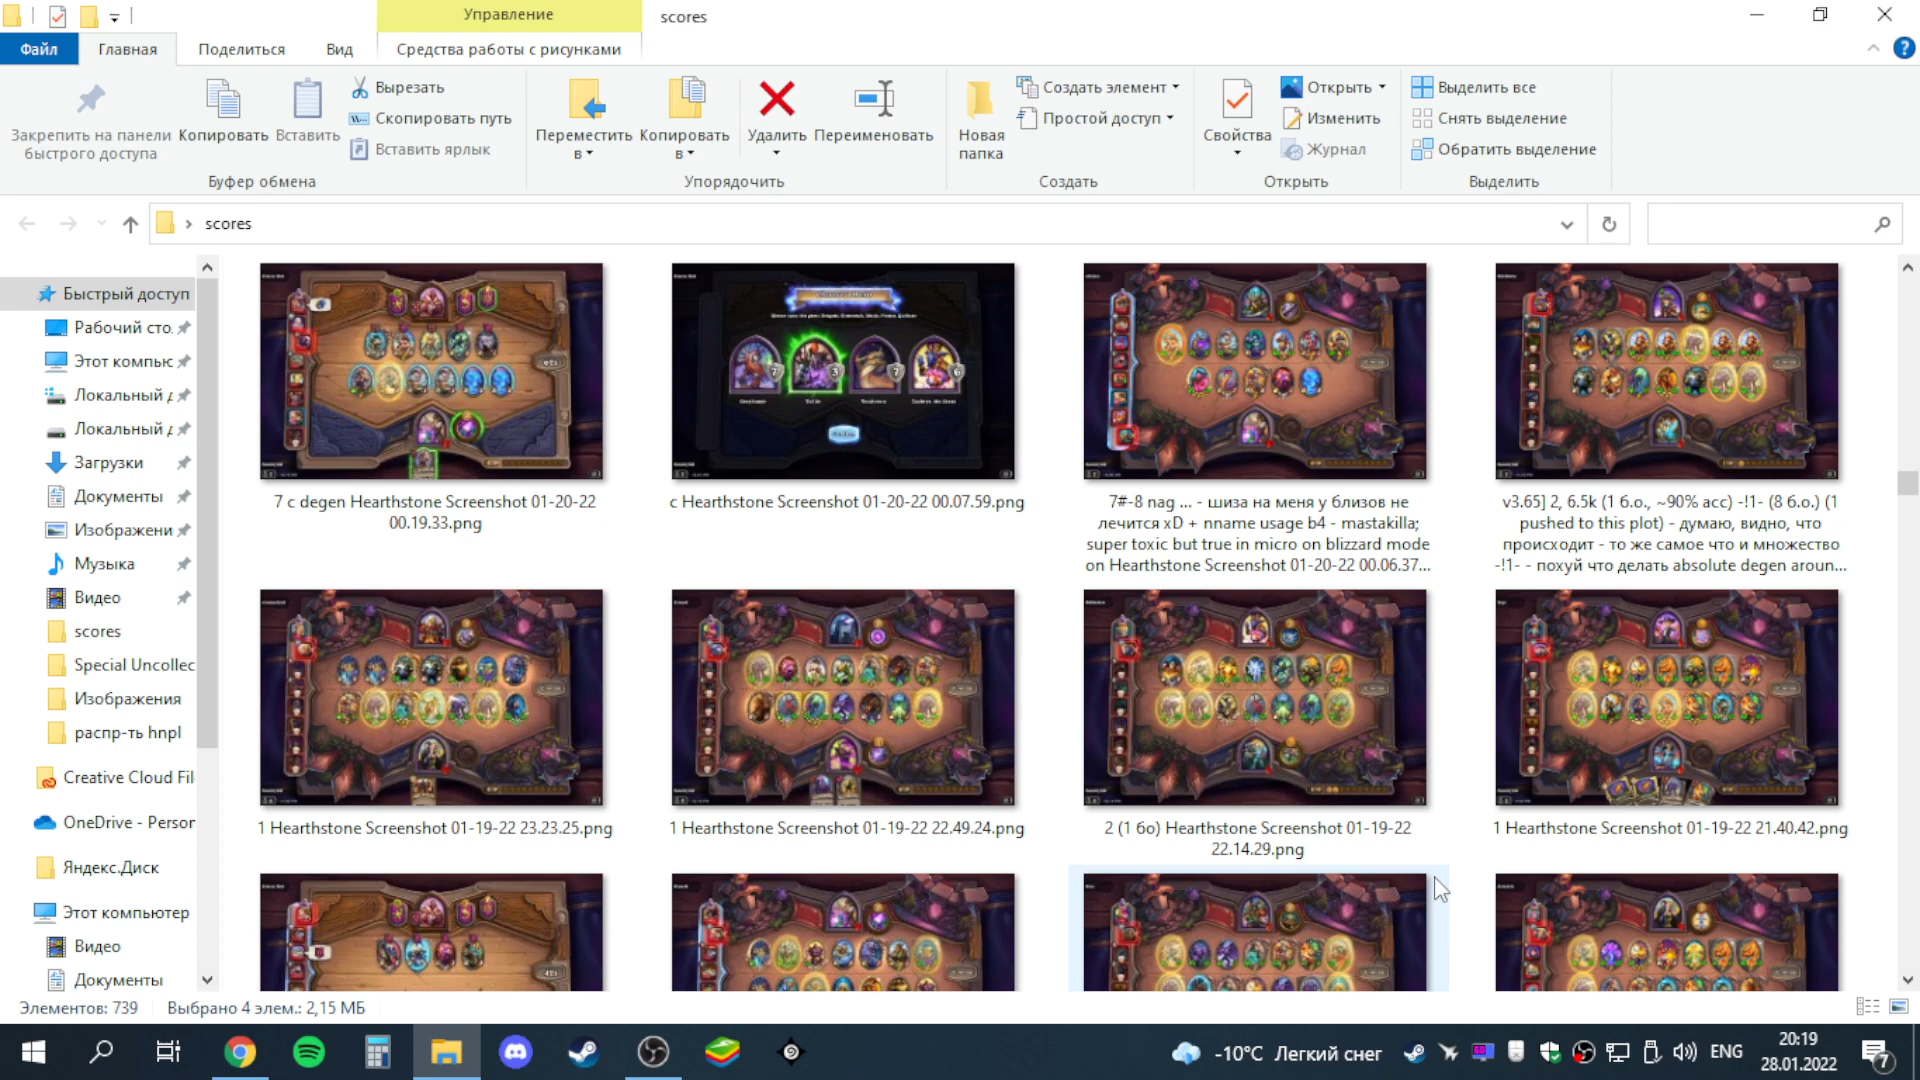 Управление
scores
Файл
Главная
Поделиться
Вид
Средства работы с рисунками
Закрепить на панели
быстрого доступа
Копировать
Вставить
Вырезать
Скопировать путь
Вставить ярлык
Переместить
в
Копировать
в
Удалить
Переименовать
Новая
папка
Создать элемент
Простой доступ
Свойства
Открыть
Изменить
Журнал
Выделить все
Снять выделение
Обратить выделение
Буфер обмена
Упорядочить
Создать
Открыть
Выделить
scores
Быстрый доступ
Рабочий сто
Этот компьк
Локальный д
Локальный д
Загрузки
Документы
Изображени
Музыка
Видео
scores
Special Uncollec
Изображения
распр-ть hnpl
Creative Cloud Fil
OneDrive - Person
Яндекс.Диск
Этот компьютер
Видео
Документы
7 c degen Hearthstone Screenshot 01-20-22
00.19.33.png
c Hearthstone Screenshot 01-20-22 00.07.59.png
7#-8 nag ... - шиза на меня у близов не
лечится xD + nname usage b4 - mastakilla;
super toxic but true in micro on blizzard mode
on Hearthstone Screenshot 01-20-22 00.06.37...
v3.65] 2, 6.5k (1 б.о., ~90% acc) -!1- (8 б.о.) (1
pushed to this plot) - думаю, видно, что
происходит - то же самое что и множество
-!1- - похуй что делать absolute degen aroun...
1 Hearthstone Screenshot 01-19-22 23.23.25.png
1 Hearthstone Screenshot 01-19-22 22.49.24.png
2 (1 бо) Hearthstone Screenshot 01-19-22
22.14.29.png
1 Hearthstone Screenshot 01-19-22 21.40.42.png
Элементов: 739
Выбрано 4 элем.: 2,15 МБ
-10°C Легкий снег
ENG
20:19
28.01.2022
7